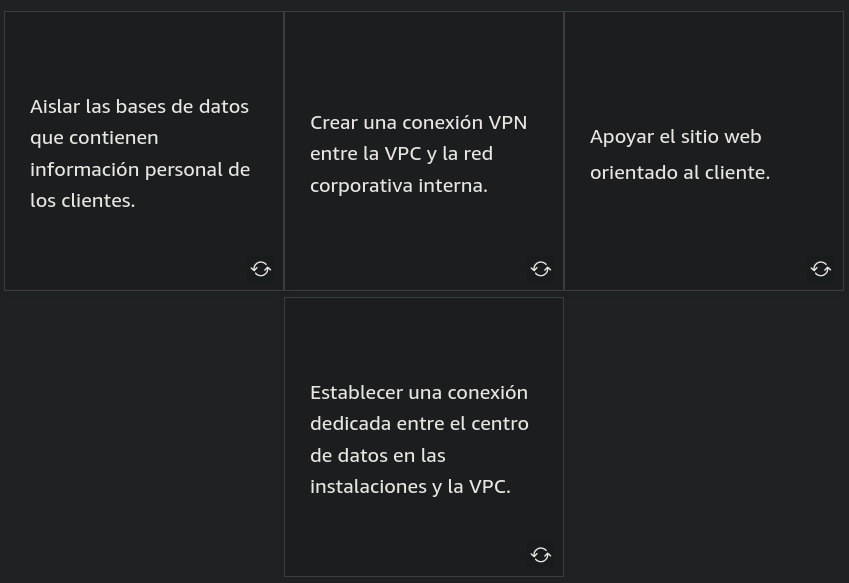 Aislar las bases de datos
que contienen
información personal de
los clientes.
Crear una conexión VPN
entre la VPC y la red
corporativa interna.
Apoyar el sitio web
orientado al cliente.
Establecer una conexión
dedicada entre el centro
de datos en las
instalaciones y la VPC.